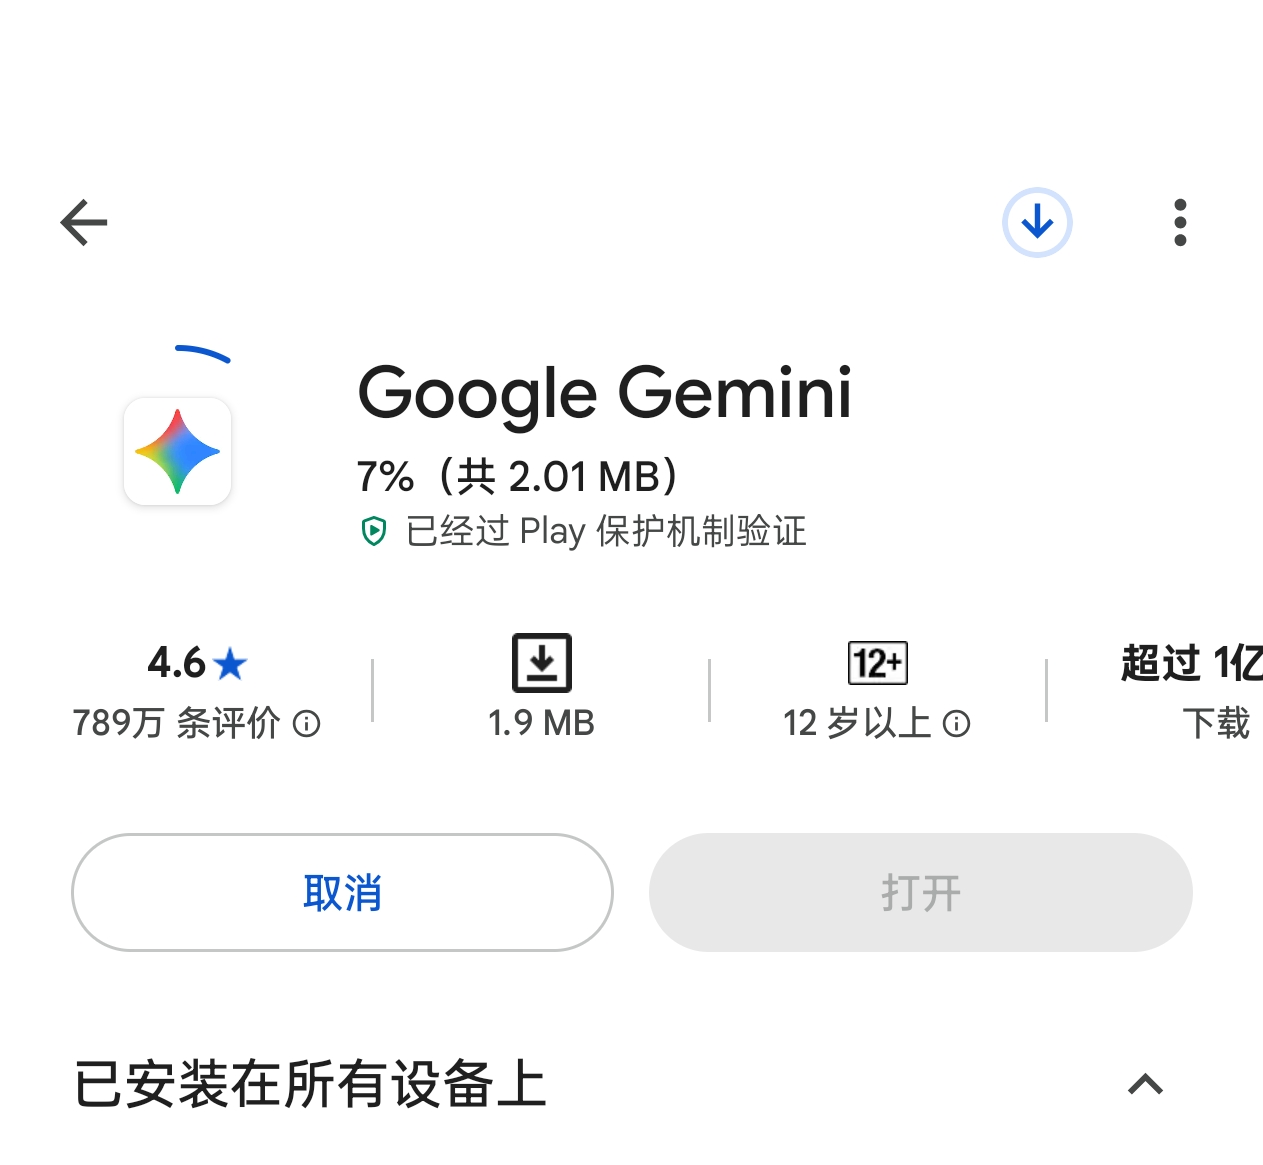 Google Gemini
7%（共 2.01 MB）
已经过 Play 保护机制验证
4.6★
789万 条评价
1.9 MB
12+
12 岁以上
超过 1亿
下载
取消
打开
已安装在所有设备上